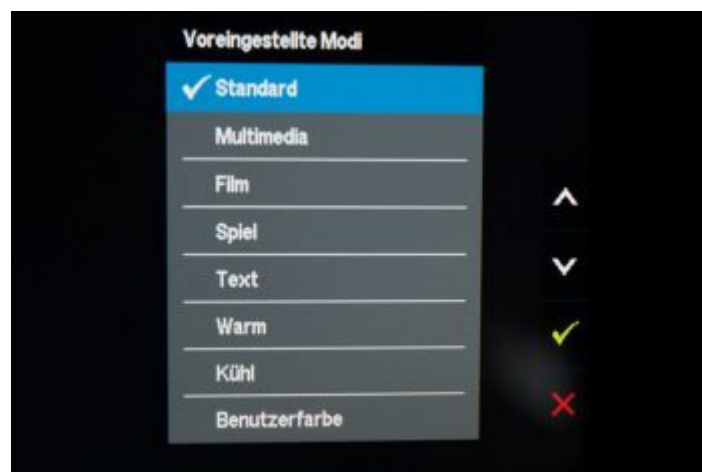 Voreingestellte Modi
Standard
Multimedia
Film
Spiel
Text
Warm
Kühl
Benutzerfarbe